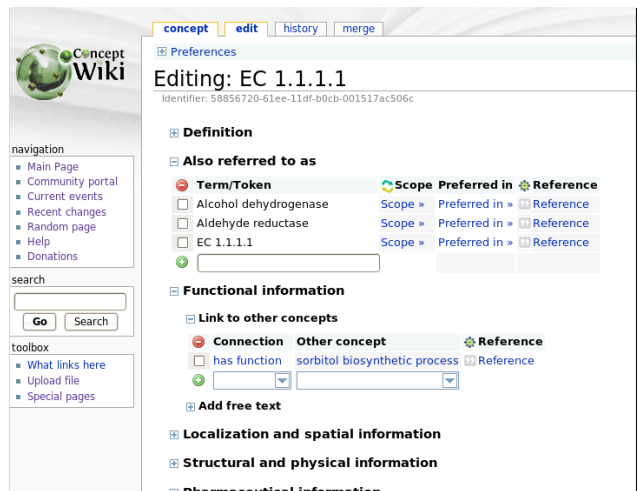 concept edit history merge
Preferences
Concept
Wiki
Editing: EC 1.1.1.1
Identifier: 58856720-61ee-11df-b0cb-001517ac506c
navigation
Main Page
Community portal
Current events
Recent changes
Random page
Help
Donations
search
Go Search
toolbox
What links here
Upload file
Special pages
Definition
Also referred to as
Term/Token Scope Preferred in Reference
Alcohol dehydrogenase Scope » Preferred in » Reference
Aldehyde reductase Scope » Preferred in » Reference
EC 1.1.1.1 Scope » Preferred in » Reference
Functional information
Link to other concepts
Connection Other concept Reference
has function sorbitol biosynthetic process Reference
Add free text
Localization and spatial information
Structural and physical information
Pharmaceutical information